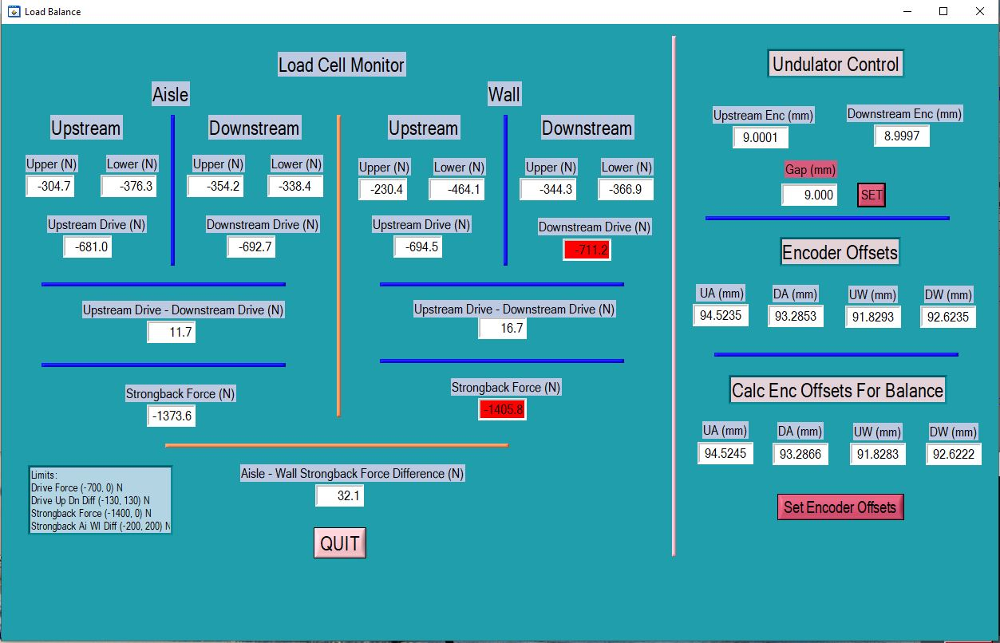 Load Balance
Load Cell Monitor
Aisle
Wall
Upstream
Downstream
Upstream
Downstream
Upper (N)
Lower (N)
Upper (N)
Lower (N)
Upper (N)
Lower (N)
Upper (N)
Lower (N)
-304.7
-376.3
-354.2
-338.4
-230.4
-464.1
-344.3
-366.9
Upstream Drive (N)
Downstream Drive (N)
Upstream Drive (N)
Downstream Drive (N)
-681.0
-692.7
-694.5
-711.2
Upstream Drive - Downstream Drive (N)
11.7
Upstream Drive - Downstream Drive (N)
16.7
Strongback Force (N)
-1373.6
Strongback Force (N)
-1405.8
Aisle - Wall Strongback Force Difference (N)
32.1
Limits:
Drive Force (-700, 0) N
Drive Up Dn Diff (-130, 130) N
Strongback Force (-1400, 0) N
Strongback Ai Wl Diff (-200, 200) N
QUIT
Undulator Control
Upstream Enc (mm)
Downstream Enc (mm)
9.0001
8.9997
Gap (mm)
9.000
SET
Encoder Offsets
UA (mm)
DA (mm)
UW (mm)
DW (mm)
94.5235
93.2853
91.8293
92.6235
Calc Enc Offsets For Balance
UA (mm)
DA (mm)
UW (mm)
DW (mm)
94.5245
93.2866
91.8283
92.6222
Set Encoder Offsets